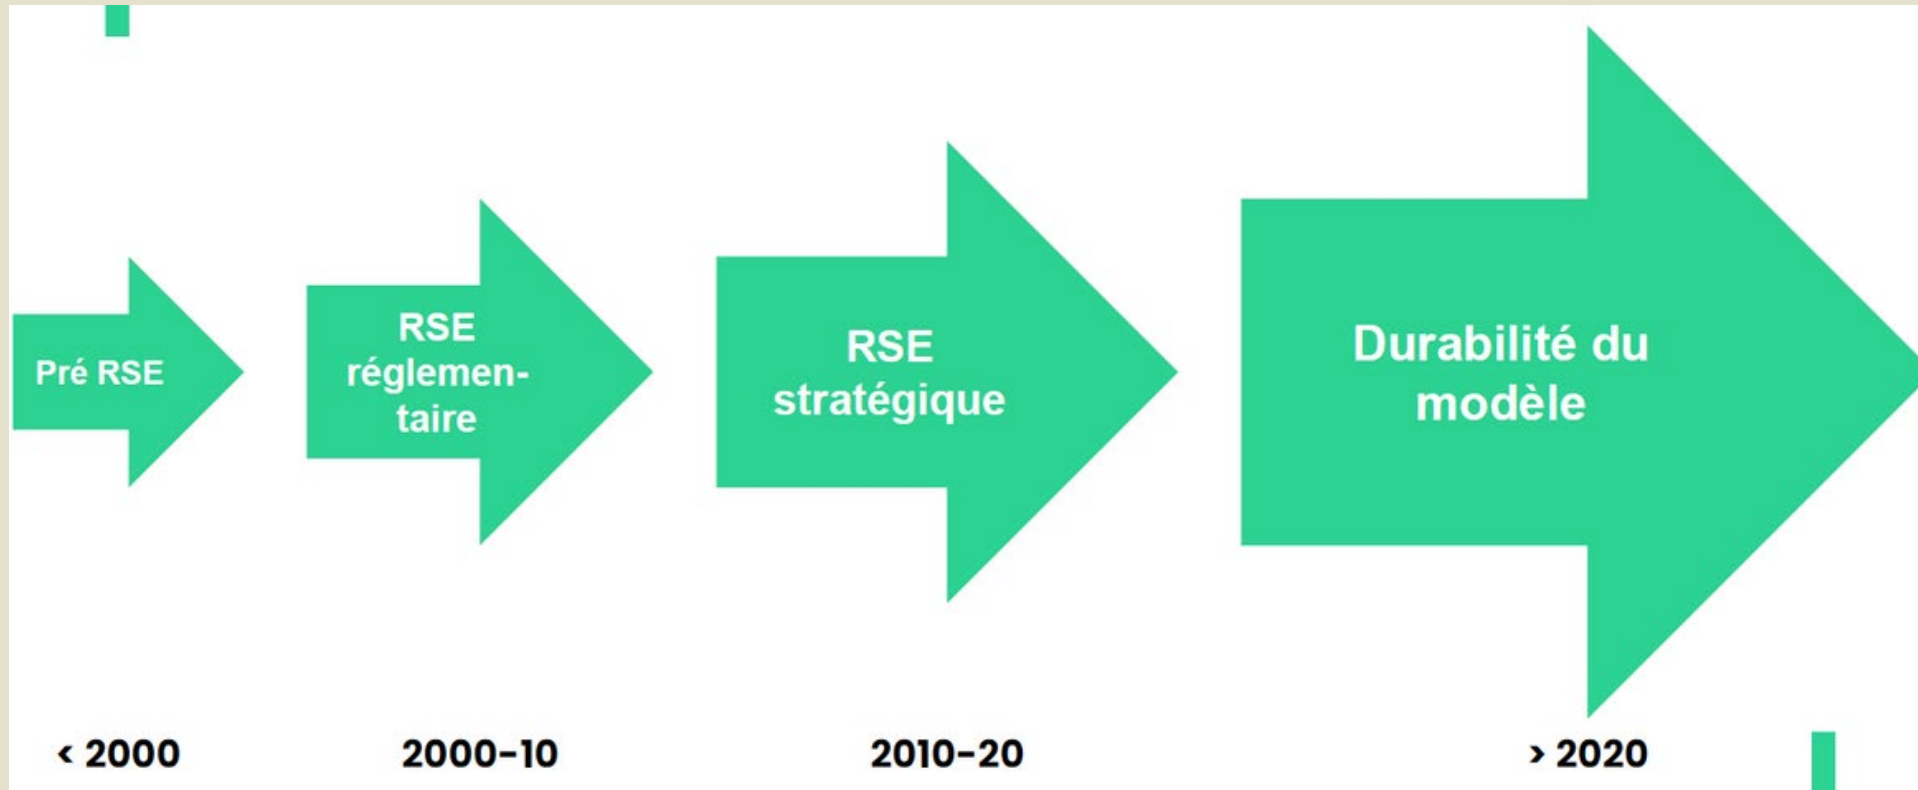 Pré RSE
RSE
réglemen-
taire
RSE
stratégique
Durabilité du
modèle
< 2000
2000-10
2010-20
> 2020